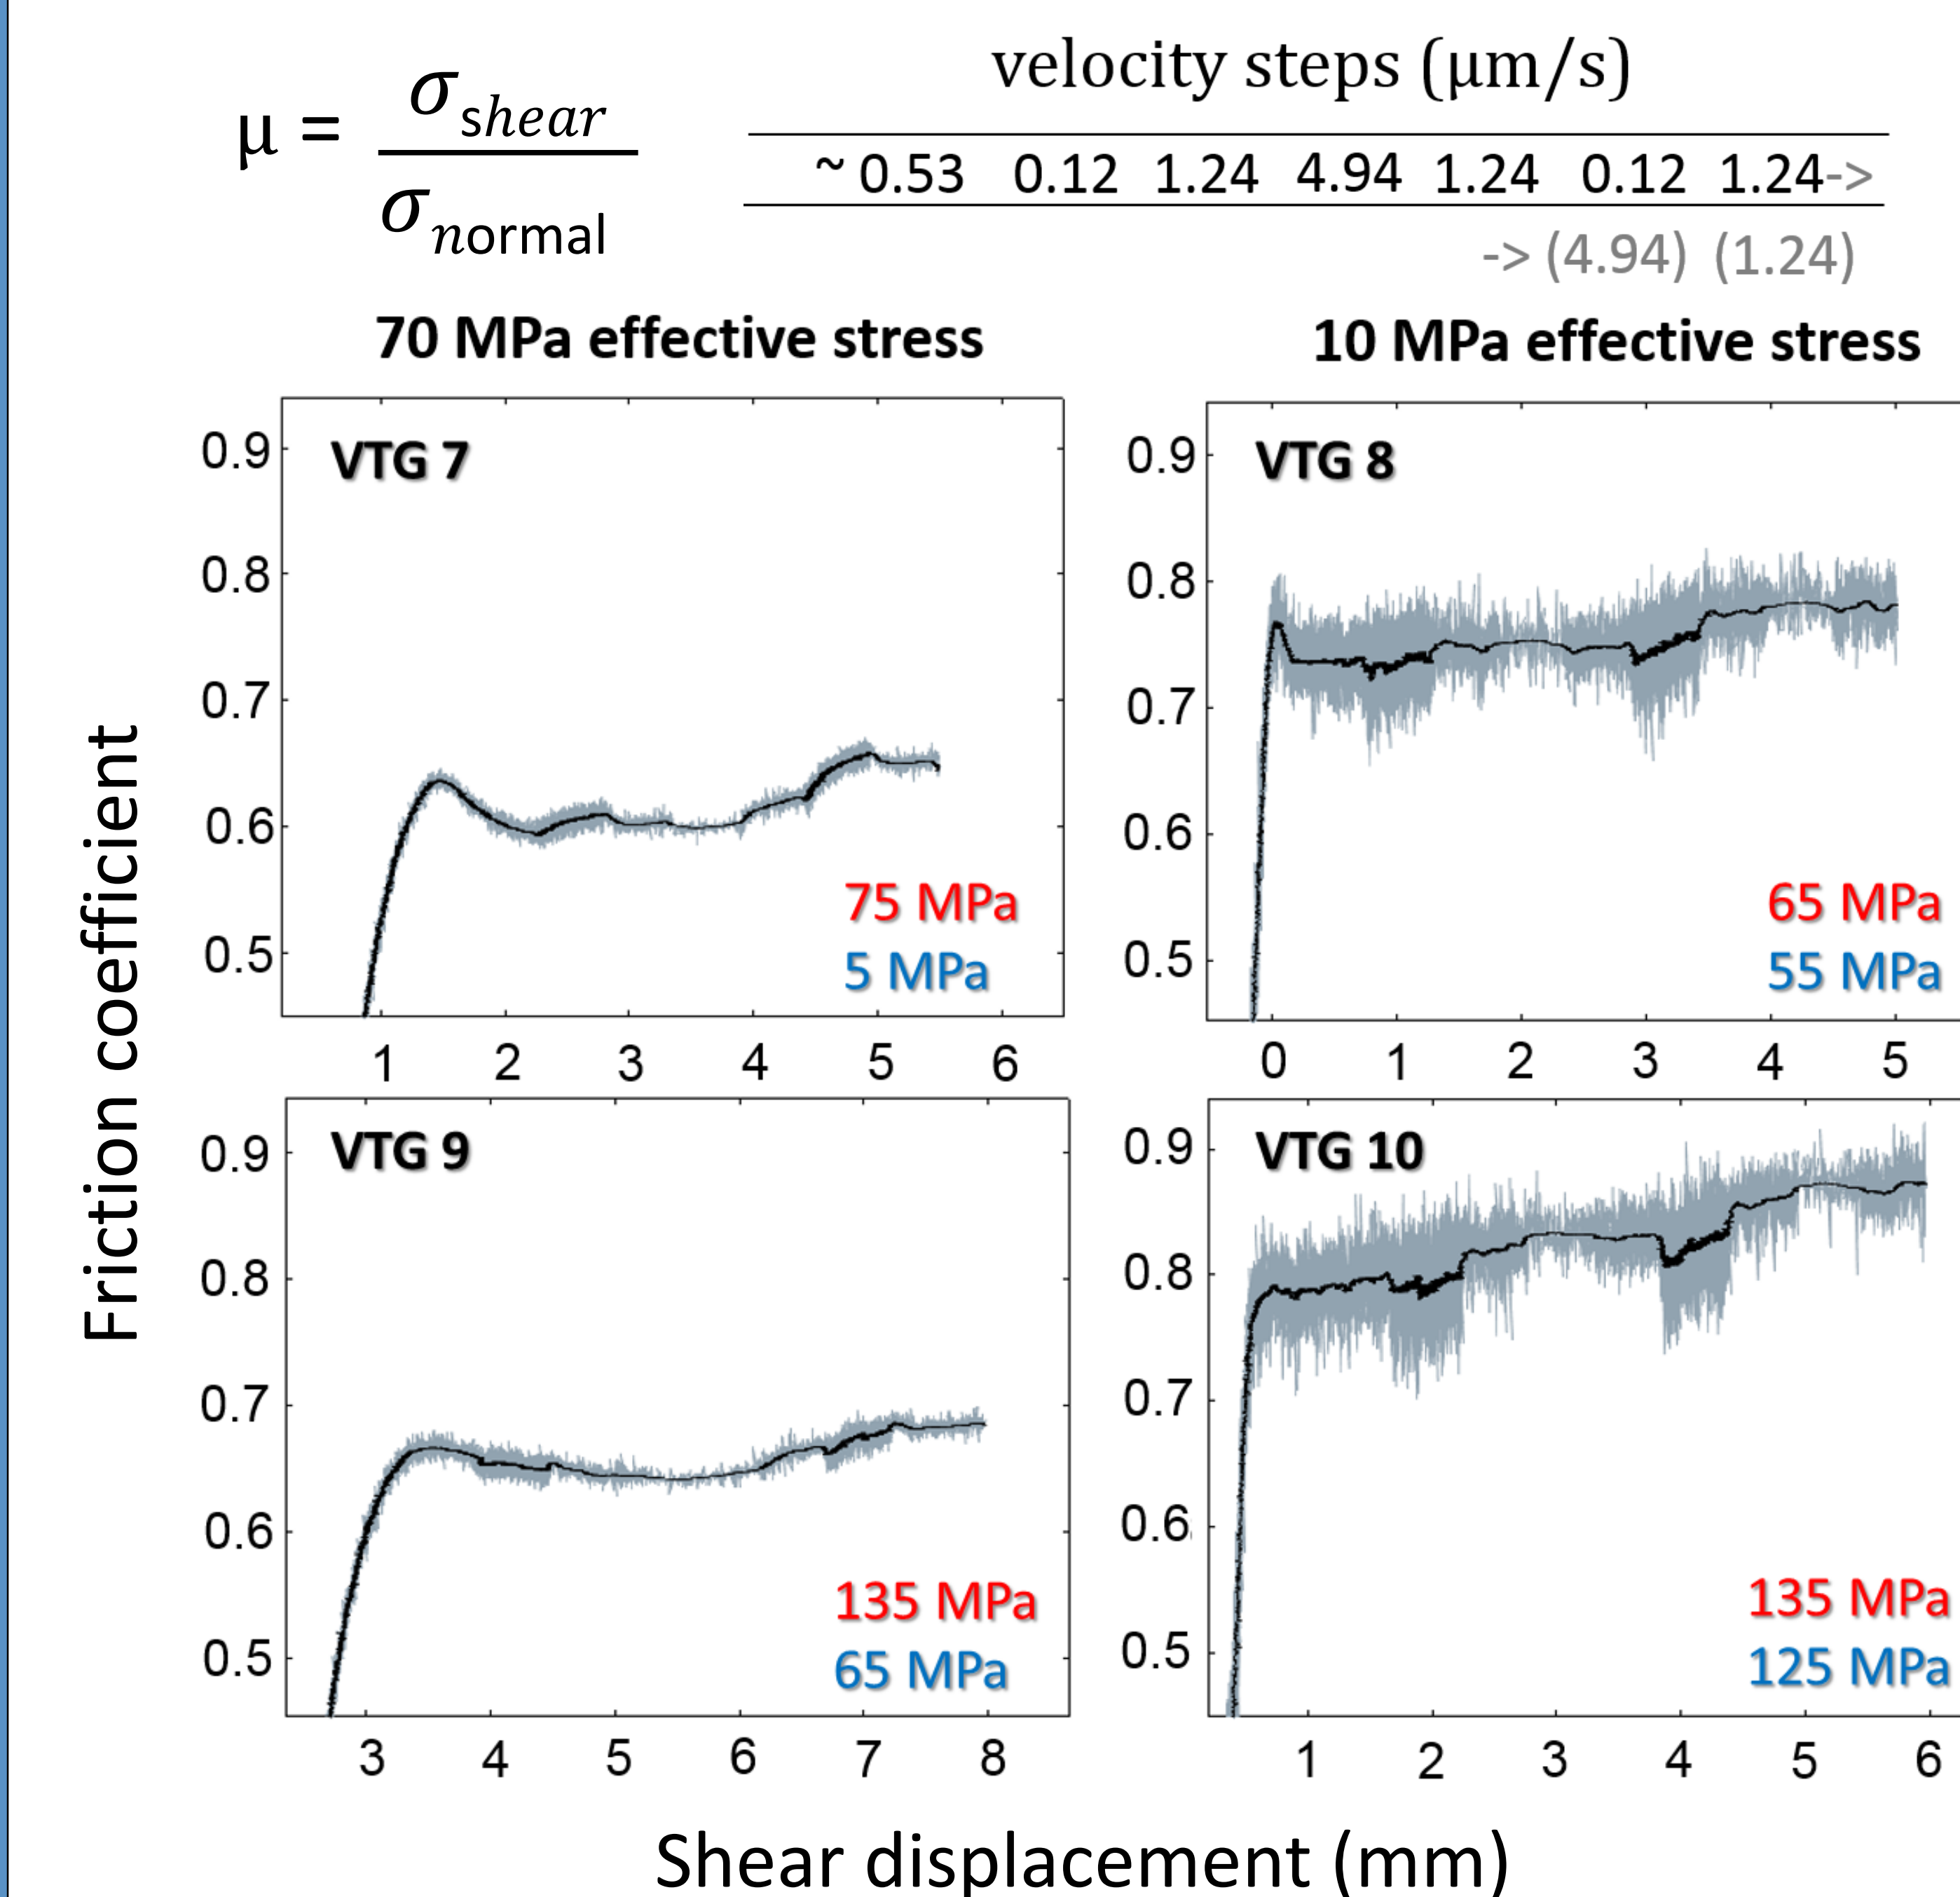 velocity steps (μm/s)
μ = σshear / σnormal
~ 0.53 0.12 1.24 4.94 1.24 0.12 1.24->
-> (4.94) (1.24)
70 MPa effective stress
10 MPa effective stress
Friction coefficient
VTG 7
0.9
0.8
0.7
0.6
0.5
75 MPa
5 MPa
1 2 3 4 5 6
VTG 8
0.9
0.8
0.7
0.6
0.5
65 MPa
55 MPa
0 1 2 3 4 5
VTG 9
0.9
0.8
0.7
0.6
0.5
135 MPa
65 MPa
3 4 5 6 7 8
VTG 10
0.9
0.8
0.7
0.6
0.5
135 MPa
125 MPa
1 2 3 4 5 6
Shear displacement (mm)